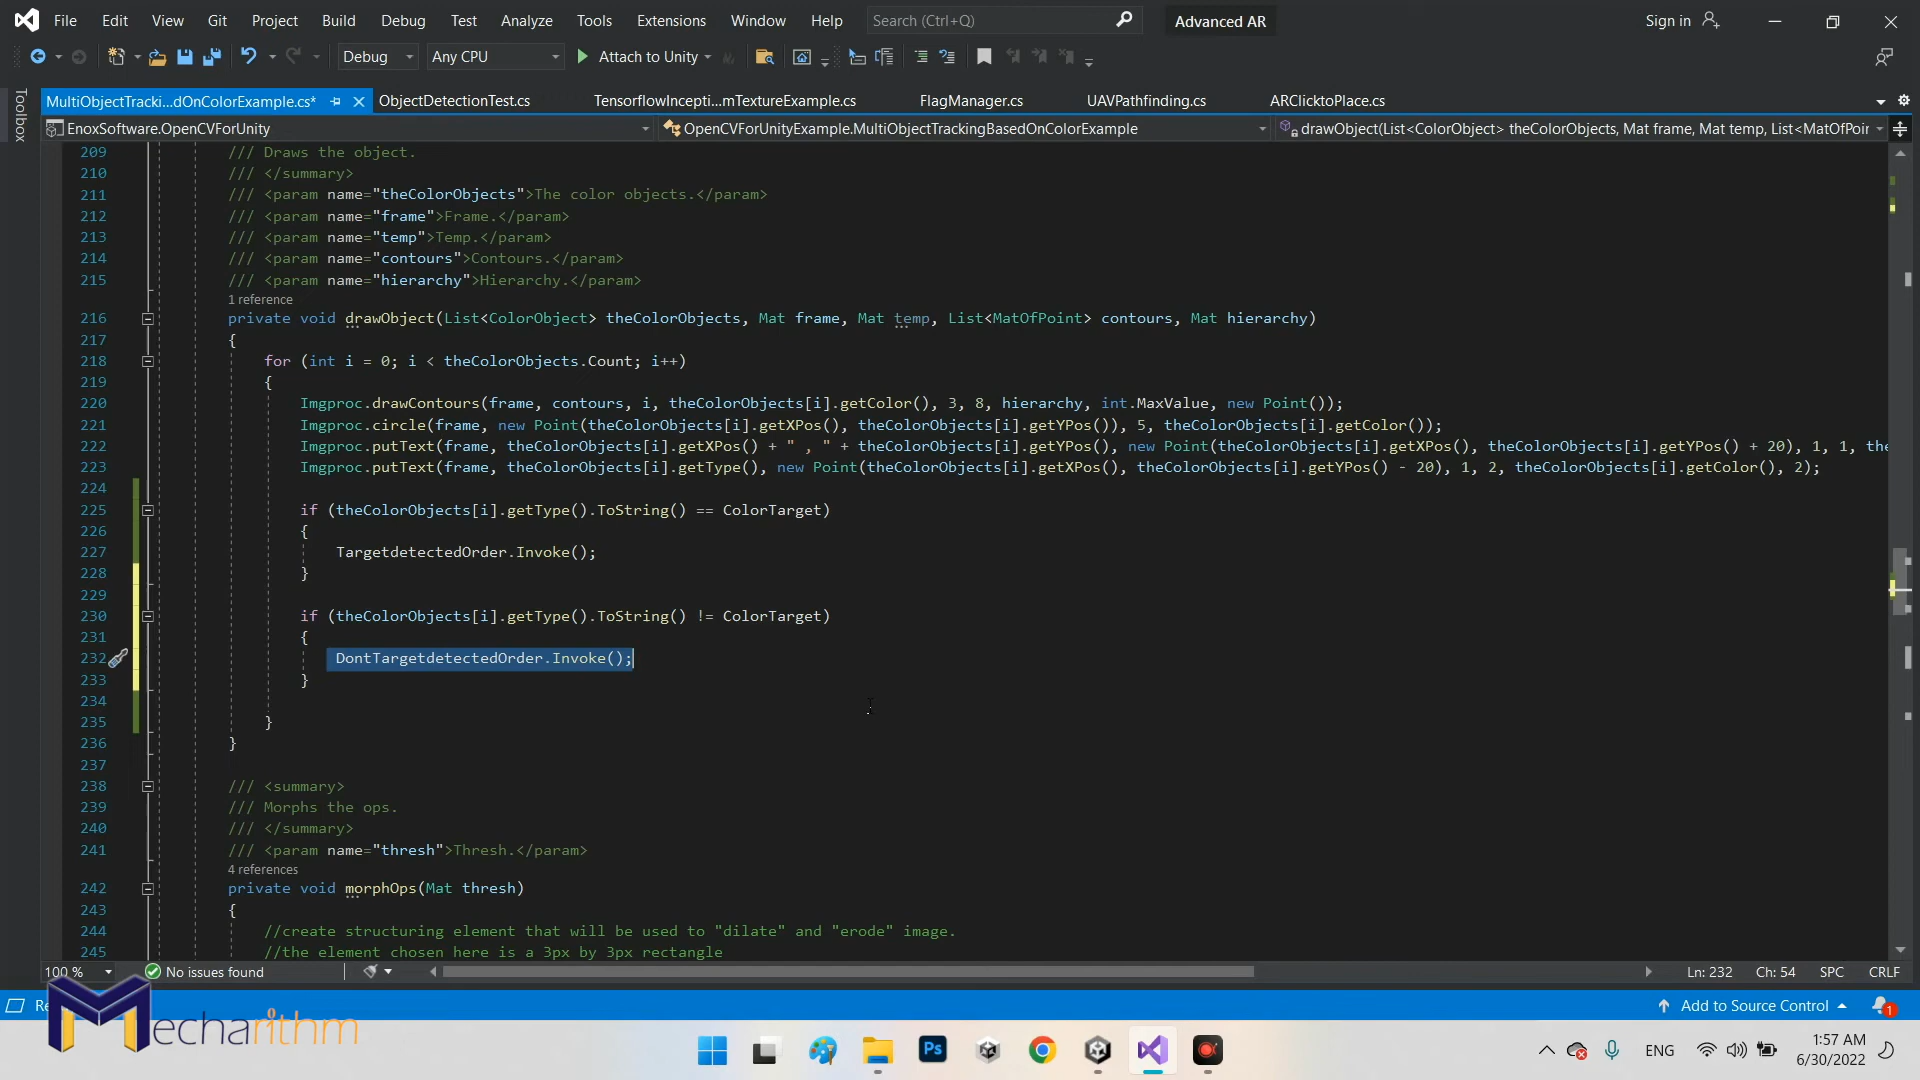 File Edit View Git Project Build Debug Test Analyze Tools Extensions Window Help Search (Ctrl+Q) Advanced AR Sign in
Debug Any CPU Attach to Unity
Toolbox
MultiObjectTracki...dOnColorExample.cs* ObjectDetectionTest.cs TensorflowIncepti...mTextureExample.cs FlagManager.cs UAVPathfinding.cs ARClicktoPlace.cs
EnoxSoftware.OpenCVForUnity OpenCVForUnityExample.MultiObjectTrackingBasedOnColorExample drawObject(List<ColorObject> theColorObjects, Mat frame, Mat temp, List<MatOfPoir
209 /// Draws the object.
210 /// </summary>
211 /// <param name="theColorObjects">The color objects.</param>
212 /// <param name="frame">Frame.</param>
213 /// <param name="temp">Temp.</param>
214 /// <param name="contours">Contours.</param>
215 /// <param name="hierarchy">Hierarchy.</param>
1 reference
216 private void drawObject(List<ColorObject> theColorObjects, Mat frame, Mat temp, List<MatOfPoint> contours, Mat hierarchy)
217 {
218 for (int i = 0; i < theColorObjects.Count; i++)
219 {
220 Imgproc.drawContours(frame, contours, i, theColorObjects[i].getColor(), 3, 8, hierarchy, int.MaxValue, new Point());
221 Imgproc.circle(frame, new Point(theColorObjects[i].getXPos(), theColorObjects[i].getYPos()), 5, theColorObjects[i].getColor());
222 Imgproc.putText(frame, theColorObjects[i].getXPos() + " , " + theColorObjects[i].getYPos(), new Point(theColorObjects[i].getXPos(), theColorObjects[i].getYPos() + 20), 1, 1, the
223 Imgproc.putText(frame, theColorObjects[i].getType(), new Point(theColorObjects[i].getXPos(), theColorObjects[i].getYPos() - 20), 1, 2, theColorObjects[i].getColor(), 2);
224
225 if (theColorObjects[i].getType().ToString() == ColorTarget)
226 {
227 TargetdetectedOrder.Invoke();
228 }
229
230 if (theColorObjects[i].getType().ToString() != ColorTarget)
231 {
232 DontTargetdetectedOrder.Invoke();
233 }
234
235 }
236 }
237
238 /// <summary>
239 /// Morphs the ops.
240 /// </summary>
241 /// <param name="thresh">Thresh.</param>
4 references
242 private void morphOps(Mat thresh)
243 {
244 //create structuring element that will be used to "dilate" and "erode" image.
245 //the element chosen here is a 3px by 3px rectangle
100 % No issues found Ln: 232 Ch: 54 SPC CRLF
Add to Source Control 1
Mecharithm
Ps
ENG 1:57 AM
6/30/2022